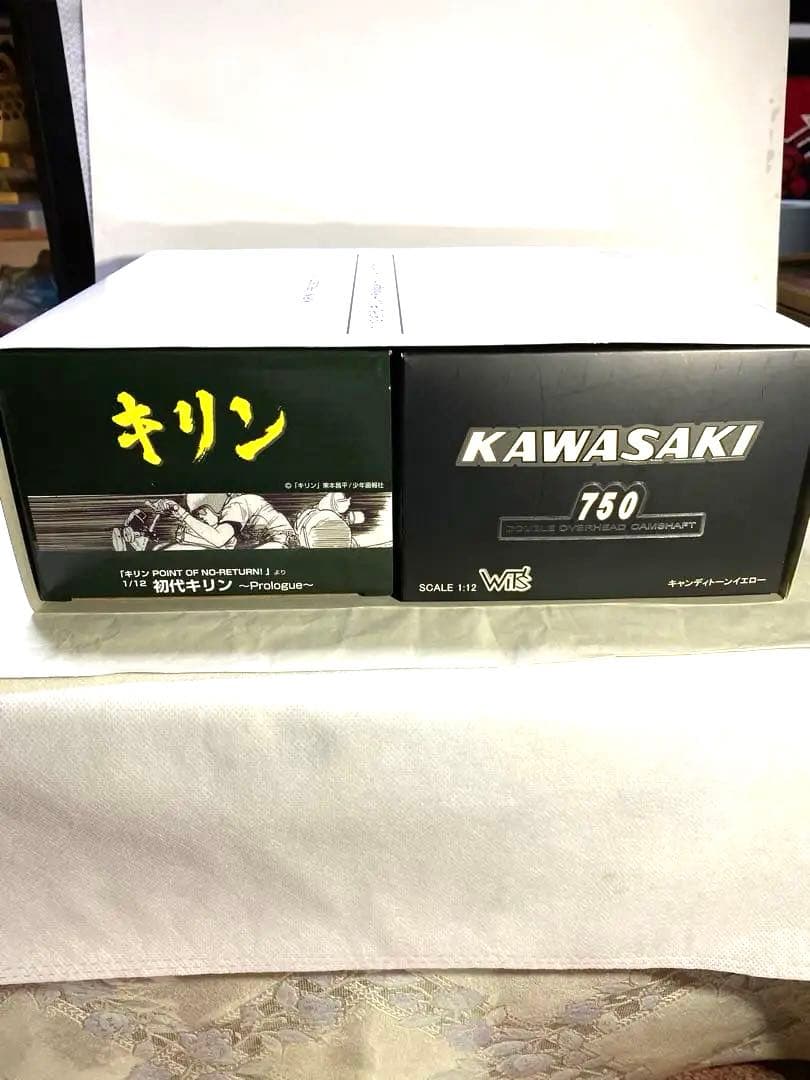 キリン
©「キリン」東本昌平/少年画報社
「キリン POINT OF NO-RETURN!」より
1/12 初代キリン 〜Prologue〜
KAWASAKI
750
DOUBLE OVERHEAD CAMSHAFT
SCALE 1:12 WiT'S キャンディトーンイエロー